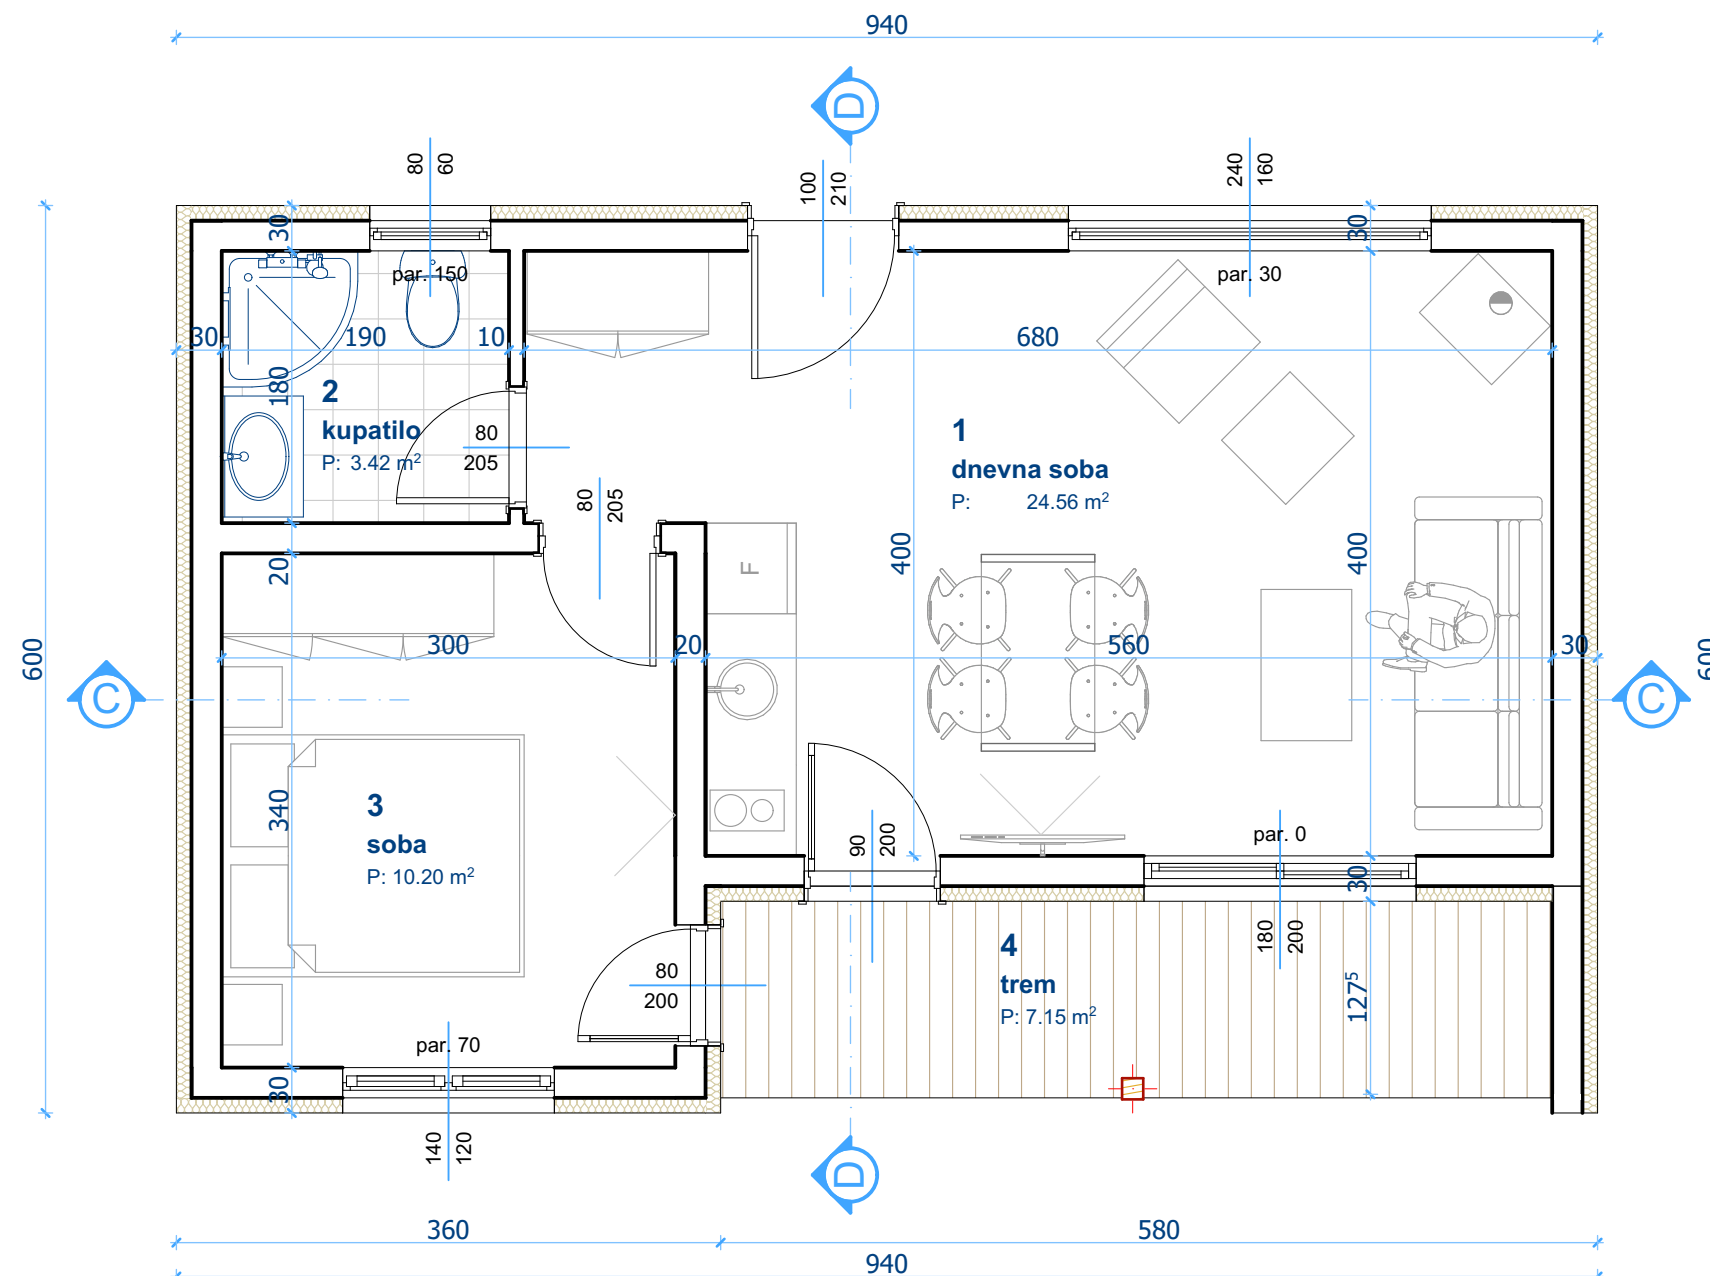 940
D
80
60
100
210
240
160
30
30
par. 150
par. 30
30
190
10
680
180
2
kupatilo
P: 3.42 m²
80
205
80
205
1
dnevna soba
P: 24.56 m²
400
400
20
F
600
300
20
560
30
600
C
C
340
3
soba
P: 10.20 m²
90
200
par. 0
30
180
200
4
trem
P: 7.15 m²
127⁵
80
200
par. 70
30
140
120
D
360
580
940